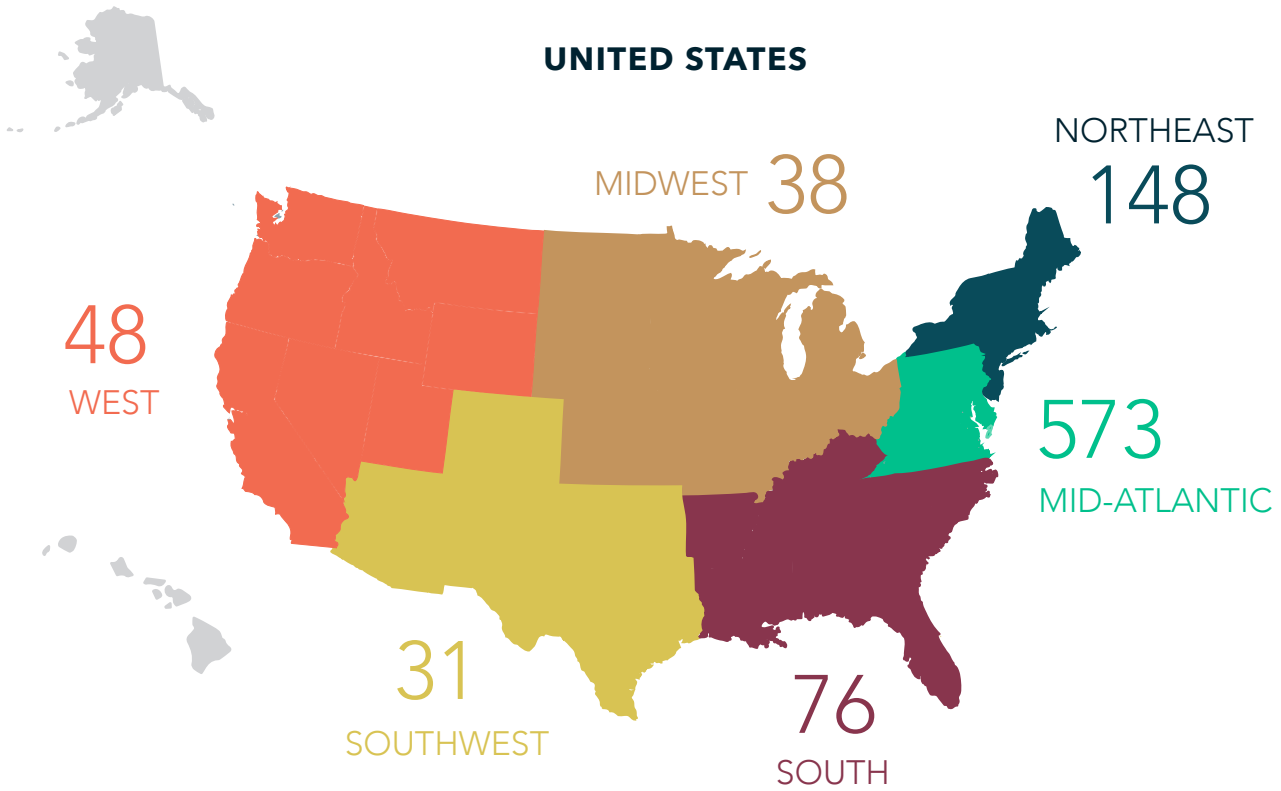 UNITED STATES
NORTHEAST
148
MIDWEST 38
48
WEST
573
MID-ATLANTIC
31
SOUTHWEST
76
SOUTH